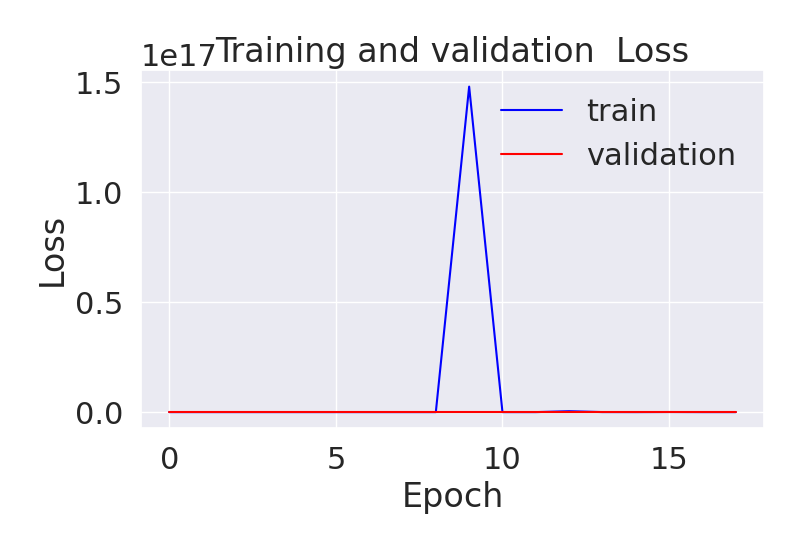 1e17
Training and validation  Loss
1.5
1.0
0.5
0.0
Loss
train
validation
0 5 10 15
Epoch